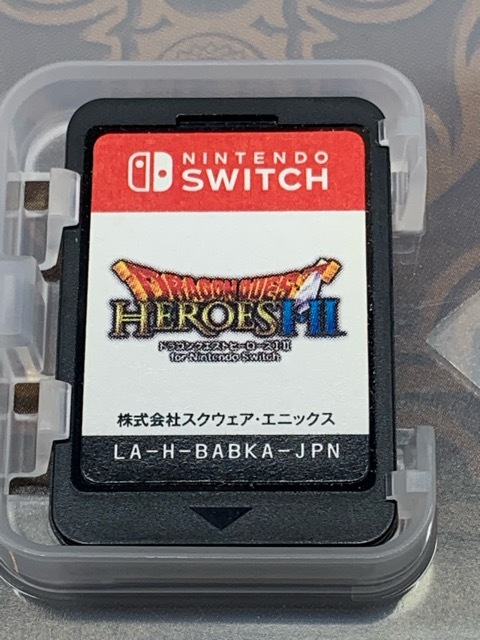 NINTENDO
SWITCH
DRAGON QUEST
HEROES I·II
ドラゴンクエストヒーローズI·II
for Nintendo Switch
株式会社スクウェア·エニックス
LA-H-BABKA-JPN